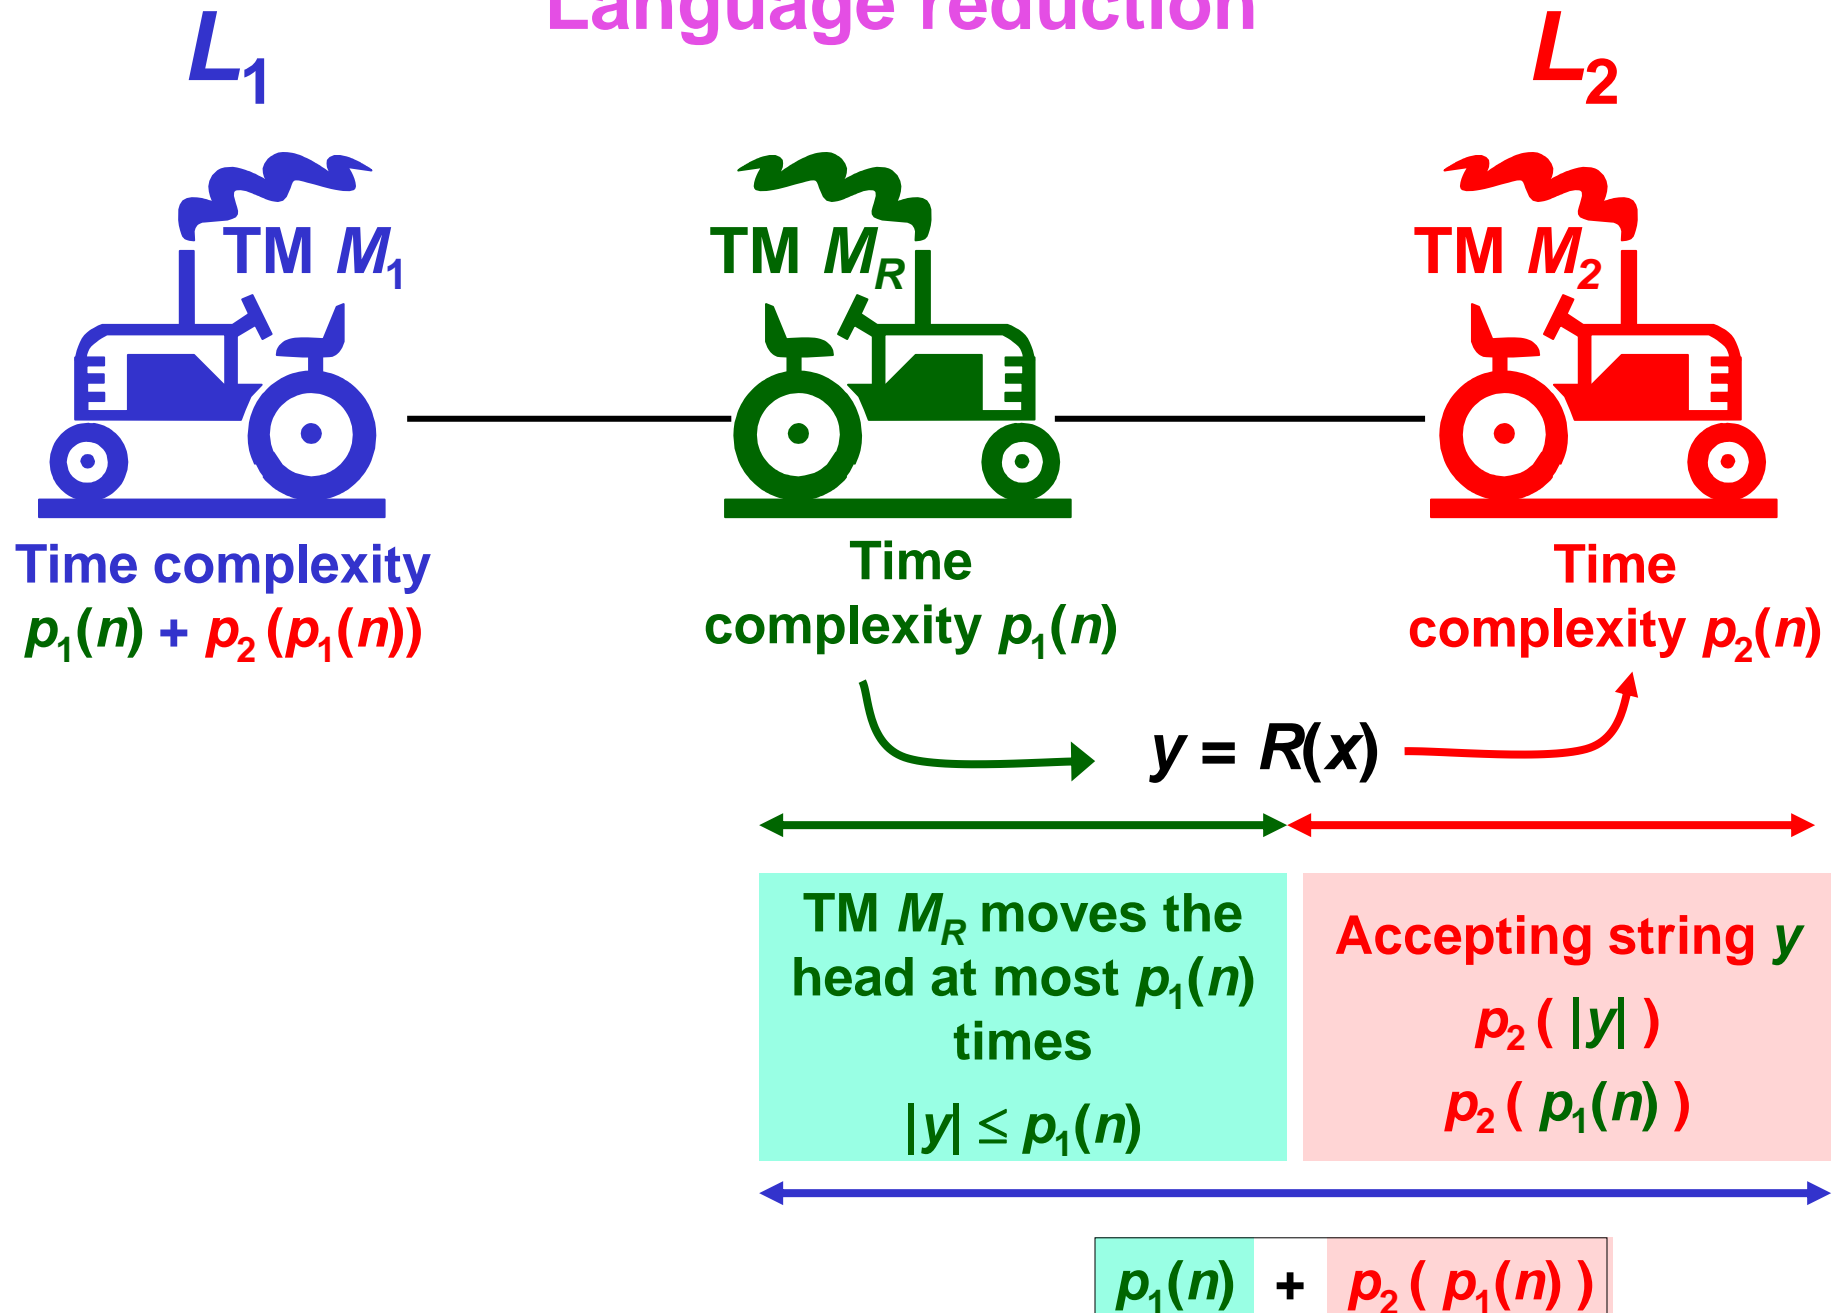 Language reduction
L1
L2
TM M1
TM MR
TM M2
Time complexity
p1(n) + p2 (p1(n))
Time
complexity p1(n)
Time
complexity p2(n)
y = R(x)
TM MR moves the
head at most p1(n)
times
|y| ≤ p1(n)
Accepting string y
p2 ( |y| )
p2 ( p1(n) )
p1(n) + p2 ( p1(n) )